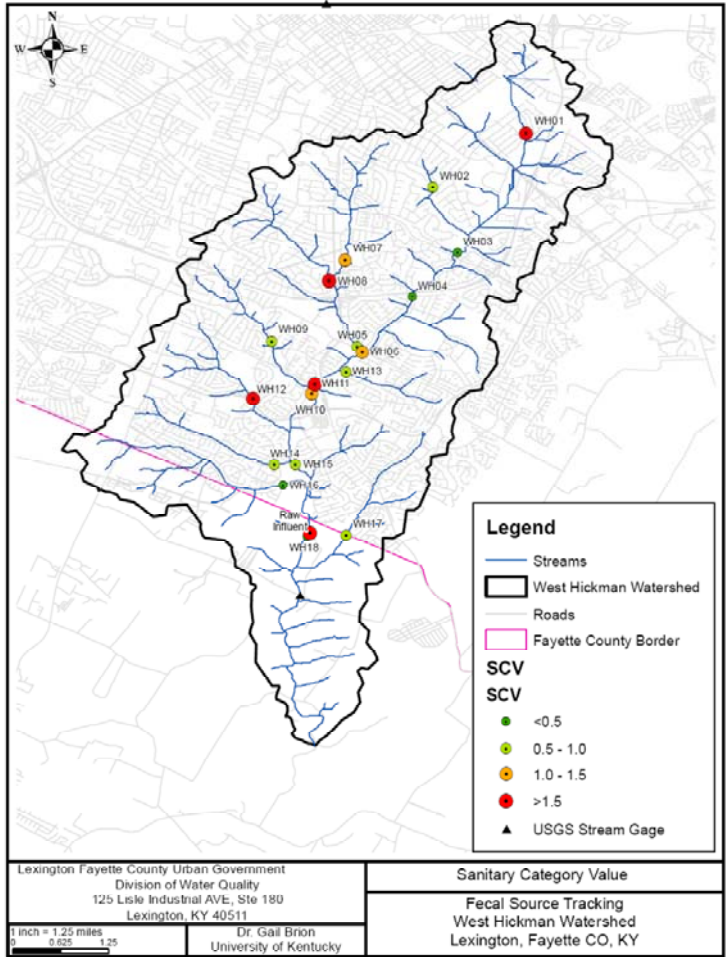 N
W
E
S
WH01
WH02
WH03
WH04
WH07
WH08
WH09
WH05
WH06
WH13
WH11
WH12
WH10
WH14
WH15
WH16
Raw
Influent
WH17
WH18
Legend
Streams
West Hickman Watershed
Roads
Fayette County Border
SCV
SCV
<0.5
0.5 - 1.0
1.0 - 1.5
>1.5
USGS Stream Gage
Lexington Fayette County Urban Government
Division of Water Quality
125 Lisle Industrial AVE, Ste 180
Lexington, KY 40511
1 inch = 1.25 miles
0 0.625 1.25
Dr. Gail Brion
University of Kentucky
Sanitary Category Value
Fecal Source Tracking
West Hickman Watershed
Lexington, Fayette CO, KY